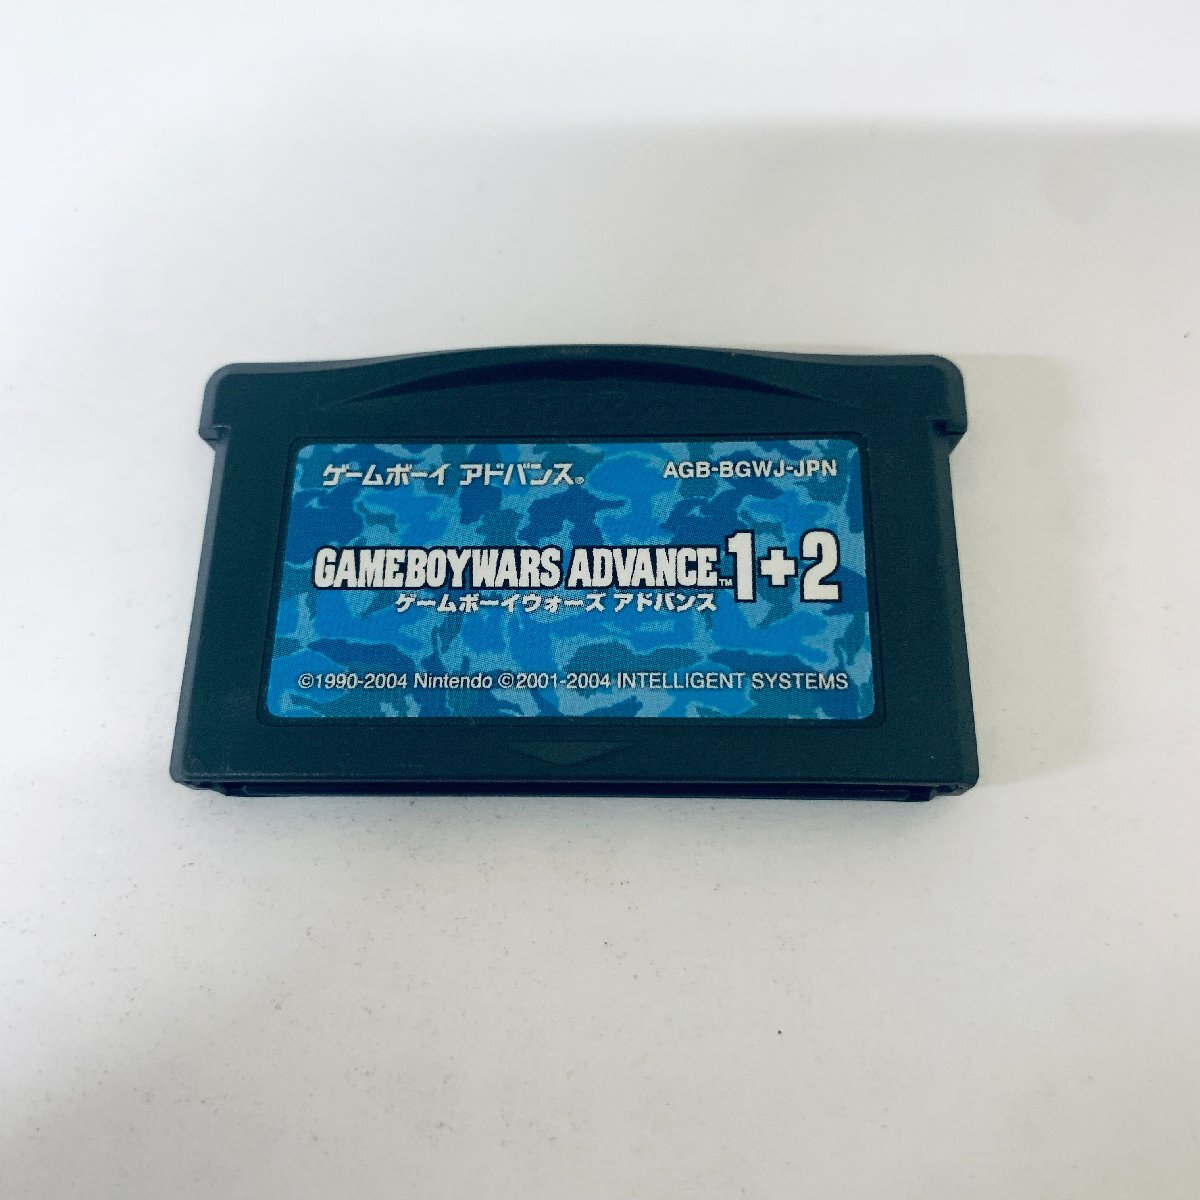 ゲームボーイ アドバンス® AGB-BGWJ-JPN
GAMEBOYWARS ADVANCE™ 1+2
ゲームボーイウォーズ アドバンス
©1990-2004 Nintendo ©2001-2004 INTELLIGENT SYSTEMS